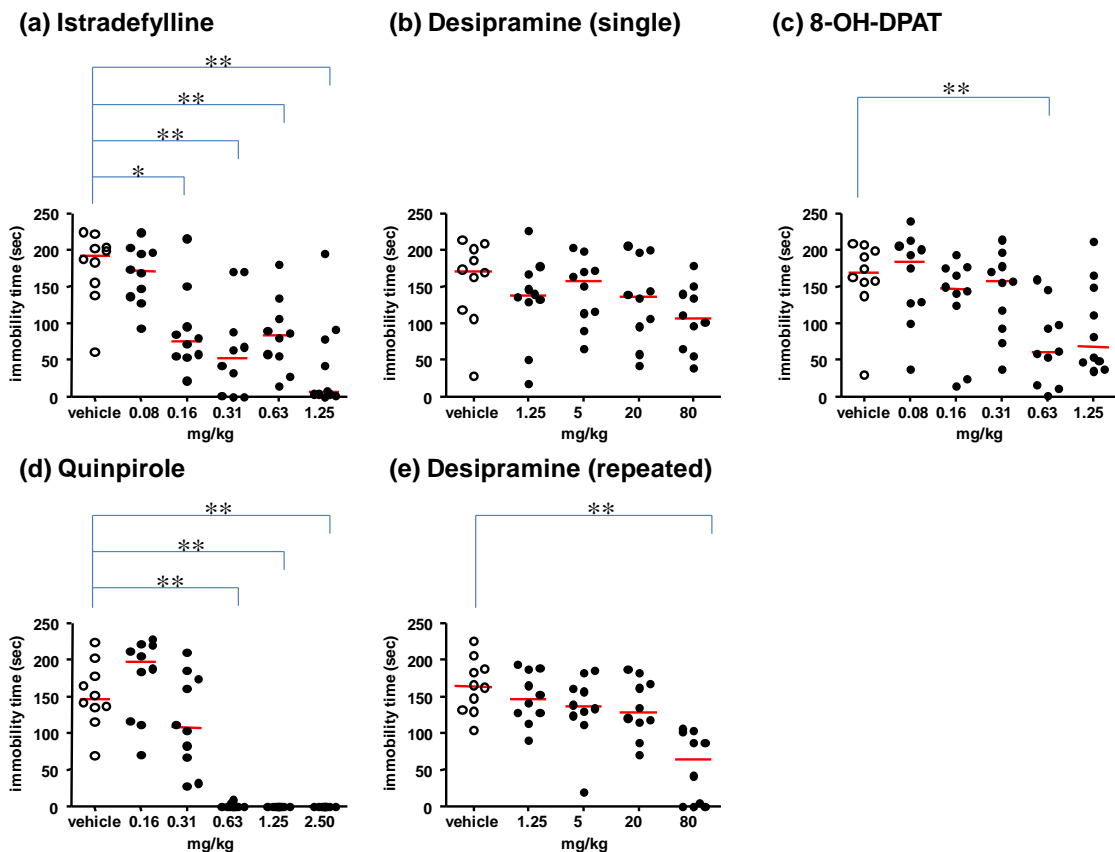 (a) Istradefylline
**
**
**
*
250
200
150
100
50
0
immobility time (sec)
vehicle 0.08 0.16 0.31 0.63 1.25
mg/kg
(b) Desipramine (single)
250
200
150
100
50
0
immobility time (sec)
vehicle 1.25 5 20 80
mg/kg
(c) 8-OH-DPAT
**
250
200
150
100
50
0
immobility time (sec)
vehicle 0.08 0.16 0.31 0.63 1.25
mg/kg
(d) Quinpirole
**
**
**
250
200
150
100
50
0
immobility time (sec)
vehicle 0.16 0.31 0.63 1.25 2.50
mg/kg
(e) Desipramine (repeated)
**
250
200
150
100
50
0
immobility time (sec)
vehicle 1.25 5 20 80
mg/kg